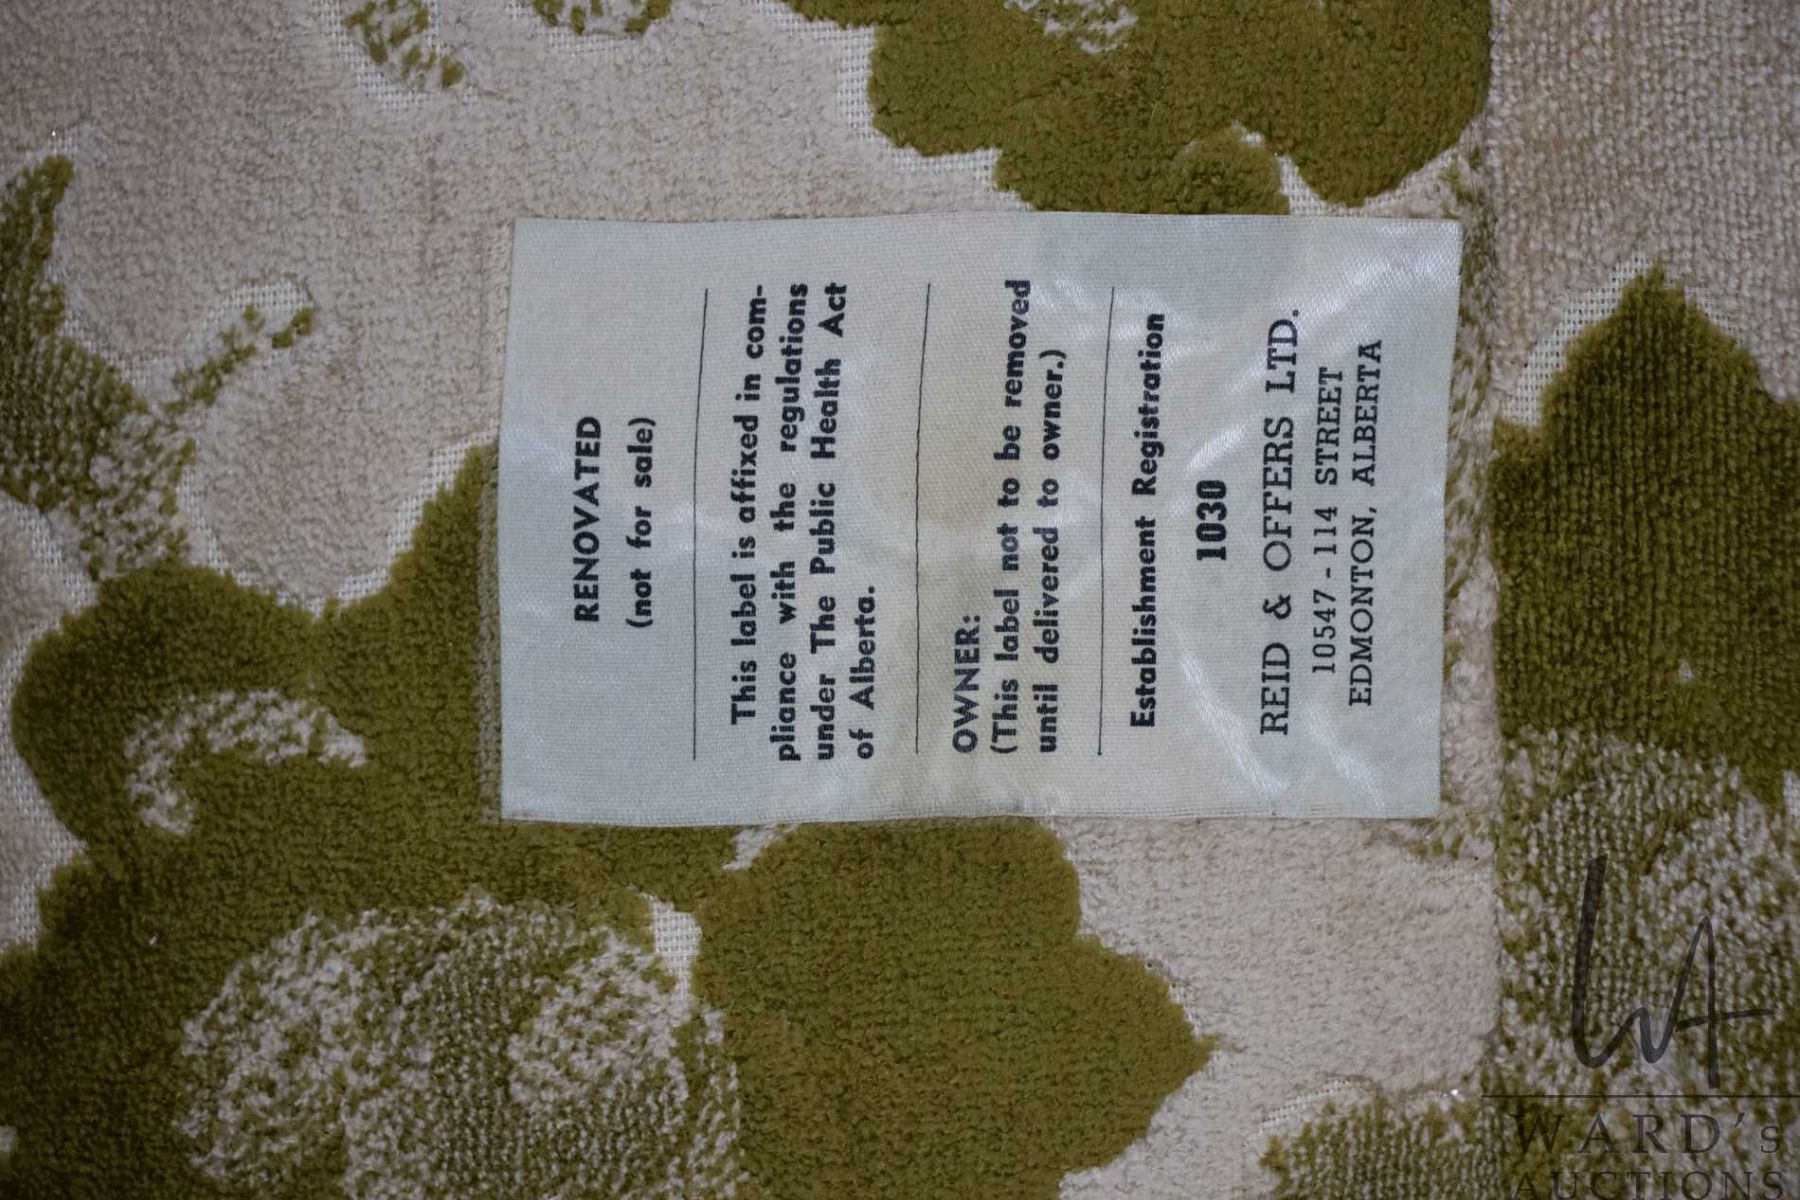 RENOVATED
(not for sale)
This label is affixed in com-
pliance with the regulations
under The Public Health Act
of Alberta.
OWNER:
(This label not to be removed
until delivered to owner.)
Establishment Registration
1030
REID & OFFERS LTD.
10547 - 114 STREET
EDMONTON, ALBERTA
WA
WARD's
AUCTIONS